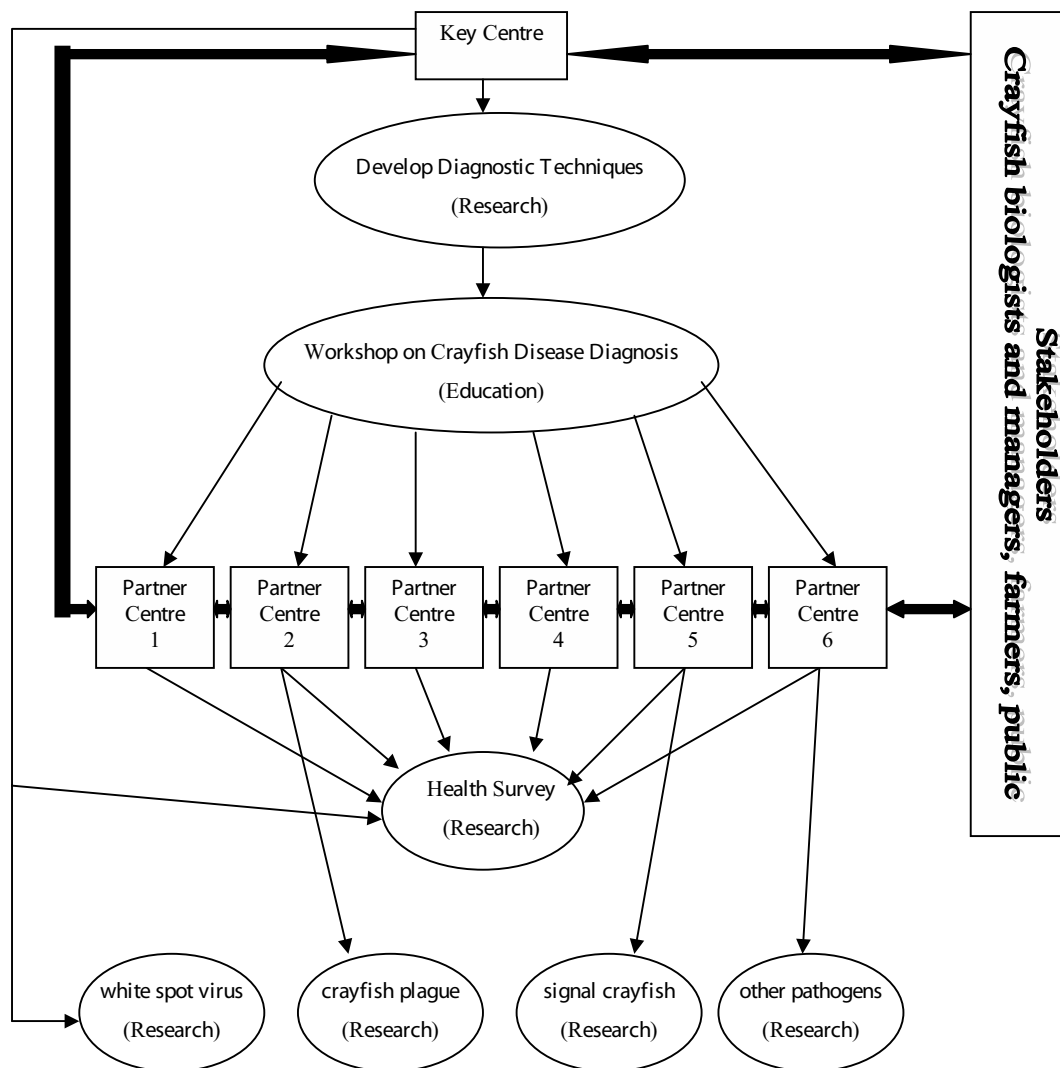 Key Centre
Develop Diagnostic Techniques
(Research)
Workshop on Crayfish Disease Diagnosis
(Education)
Partner
Centre
1
Partner
Centre
2
Partner
Centre
3
Partner
Centre
4
Partner
Centre
5
Partner
Centre
6
Health Survey
(Research)
white spot virus
(Research)
crayfish plague
(Research)
signal crayfish
(Research)
other pathogens
(Research)
Stakeholders
Crayfish biologists and managers, farmers, public